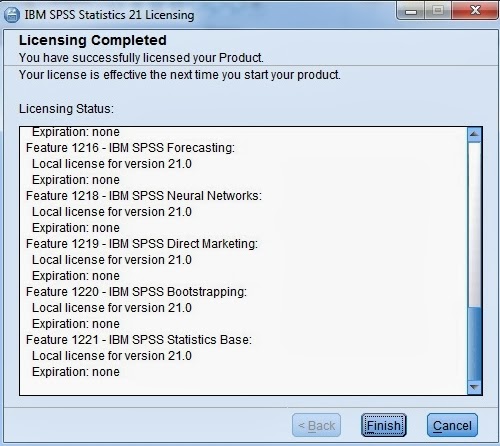 IBM SPSS Statistics 21 Licensing
Licensing Completed
You have successfully licensed your Product.
Your license is effective the next time you start your product.
Licensing Status:
Expiration: none
Feature 1216 - IBM SPSS Forecasting:
Local license for version 21.0
Expiration: none
Feature 1218 - IBM SPSS Neural Networks:
Local license for version 21.0
Expiration: none
Feature 1219 - IBM SPSS Direct Marketing:
Local license for version 21.0
Expiration: none
Feature 1220 - IBM SPSS Bootstrapping:
Local license for version 21.0
Expiration: none
Feature 1221 - IBM SPSS Statistics Base:
Local license for version 21.0
Expiration: none
< Back Finish Cancel